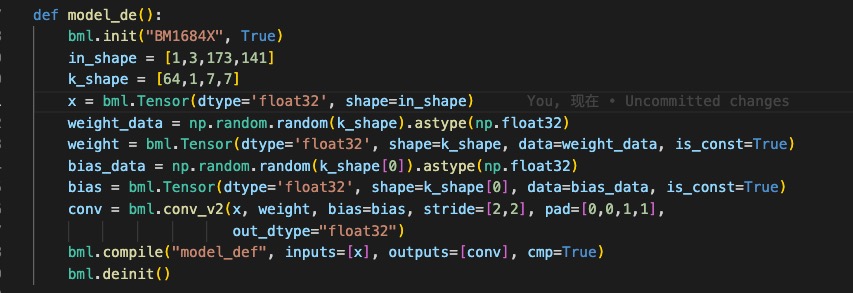 def model_de():
    bml.init("BM1684X", True)
    in_shape = [1,3,173,141]
    k_shape = [64,1,7,7]
    x = bml.Tensor(dtype='float32', shape=in_shape)    You, 现在 • Uncommitted changes
    weight_data = np.random.random(k_shape).astype(np.float32)
    weight = bml.Tensor(dtype='float32', shape=k_shape, data=weight_data, is_const=True)
    bias_data = np.random.random(k_shape[0]).astype(np.float32)
    bias = bml.Tensor(dtype='float32', shape=k_shape[0], data=bias_data, is_const=True)
    conv = bml.conv_v2(x, weight, bias=bias, stride=[2,2], pad=[0,0,1,1],
                    out_dtype="float32")
    bml.compile("model_def", inputs=[x], outputs=[conv], cmp=True)
    bml.deinit()